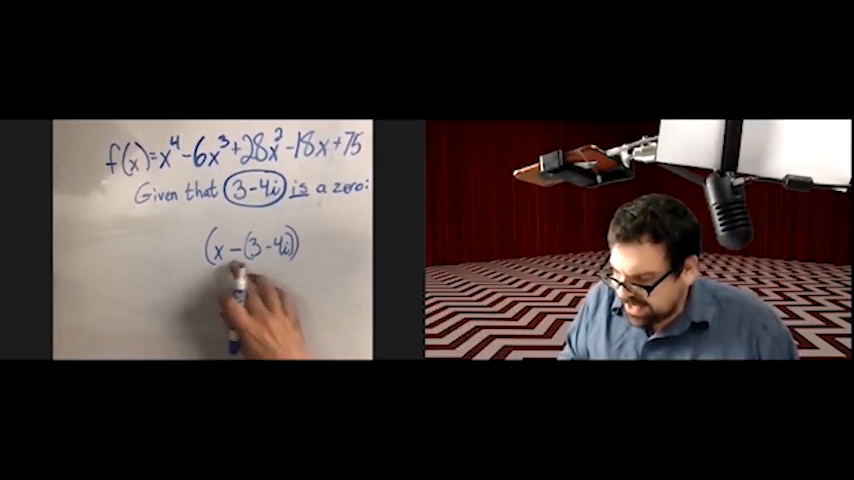 f(x)=x⁴-6x³+28x²-18x+75
Given that 3-4i is a zero:
(x-(3-4i))